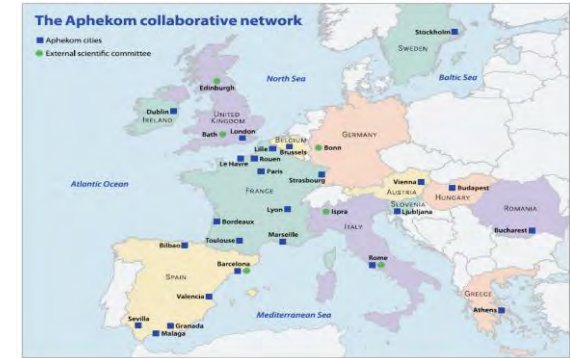 The Aphekom collaborative network
Aphekom cities
External scientific committee
Stockholm
SWEDEN
North Sea
Baltic Sea
Edinburgh
Dublin
IRELAND
UNITED
KINGDOM
Bath
London
BELGIUM
Lille
Brussels
GERMANY
Bonn
Le Havre
Rouen
Paris
Strasbourg
Atlantic Ocean
FRANCE
Vienna
AUSTRIA
Budapest
HUNGARY
SLOVENIA
Ljubljana
ROMANIA
Bucharest
Lyon
Ispra
ITALY
Bordeaux
Toulouse
Marseille
Bilbao
Barcelona
Rome
SPAIN
Valencia
GREECE
Athens
Sevilla
Granada
Malaga
Mediterranean Sea